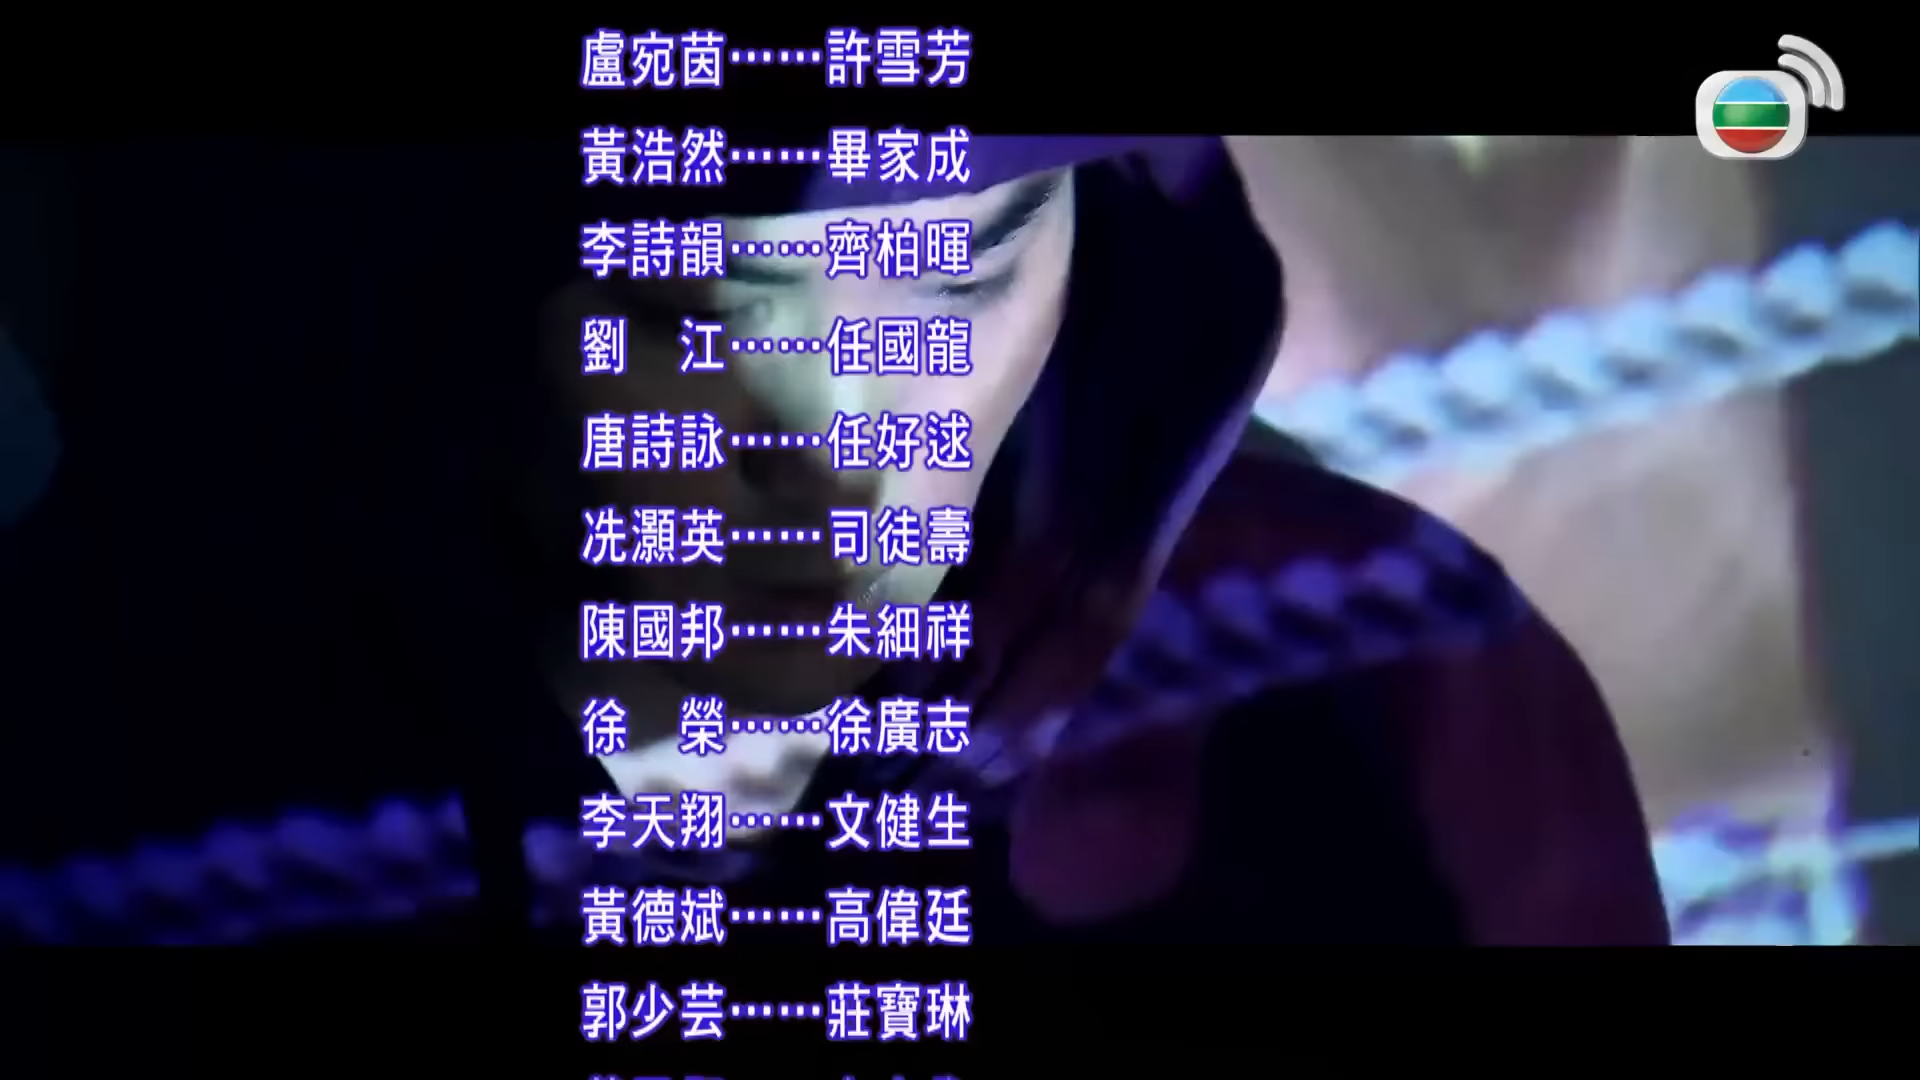 盧宛茵⋯⋯許雪芳
黃浩然⋯⋯畢家成
李詩韻⋯⋯齊柏暉
劉　江⋯⋯任國龍
唐詩詠⋯⋯任好逑
冼灝英⋯⋯司徒壽
陳國邦⋯⋯朱細祥
徐　榮⋯⋯徐廣志
李天翔⋯⋯文健生
黃德斌⋯⋯高偉廷
郭少芸⋯⋯莊寶琳